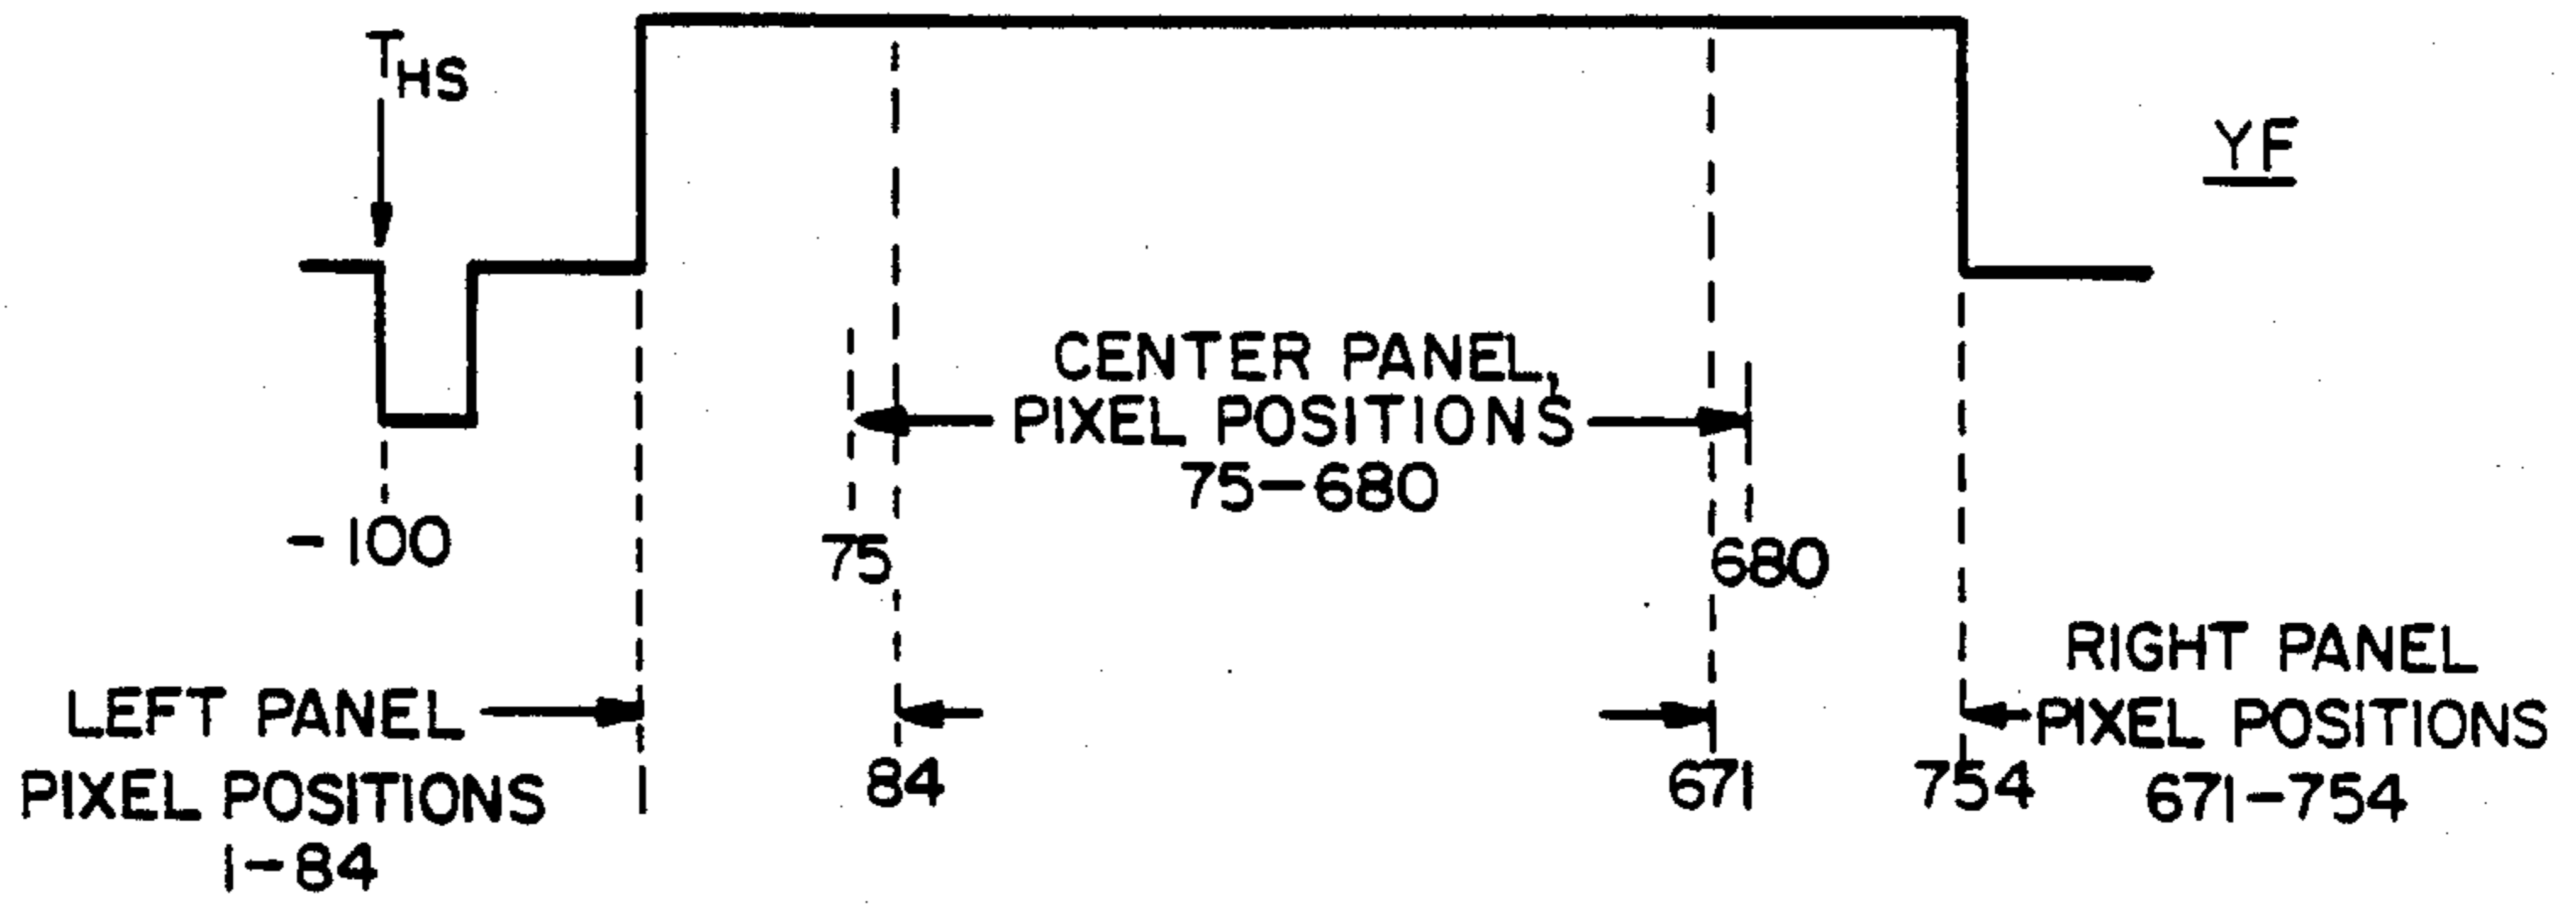 THS
YF
CENTER PANEL,
PIXEL POSITIONS
75-680
-100
75
680
LEFT PANEL
PIXEL POSITIONS
1-84
84
671
754
RIGHT PANEL
PIXEL POSITIONS
671-754